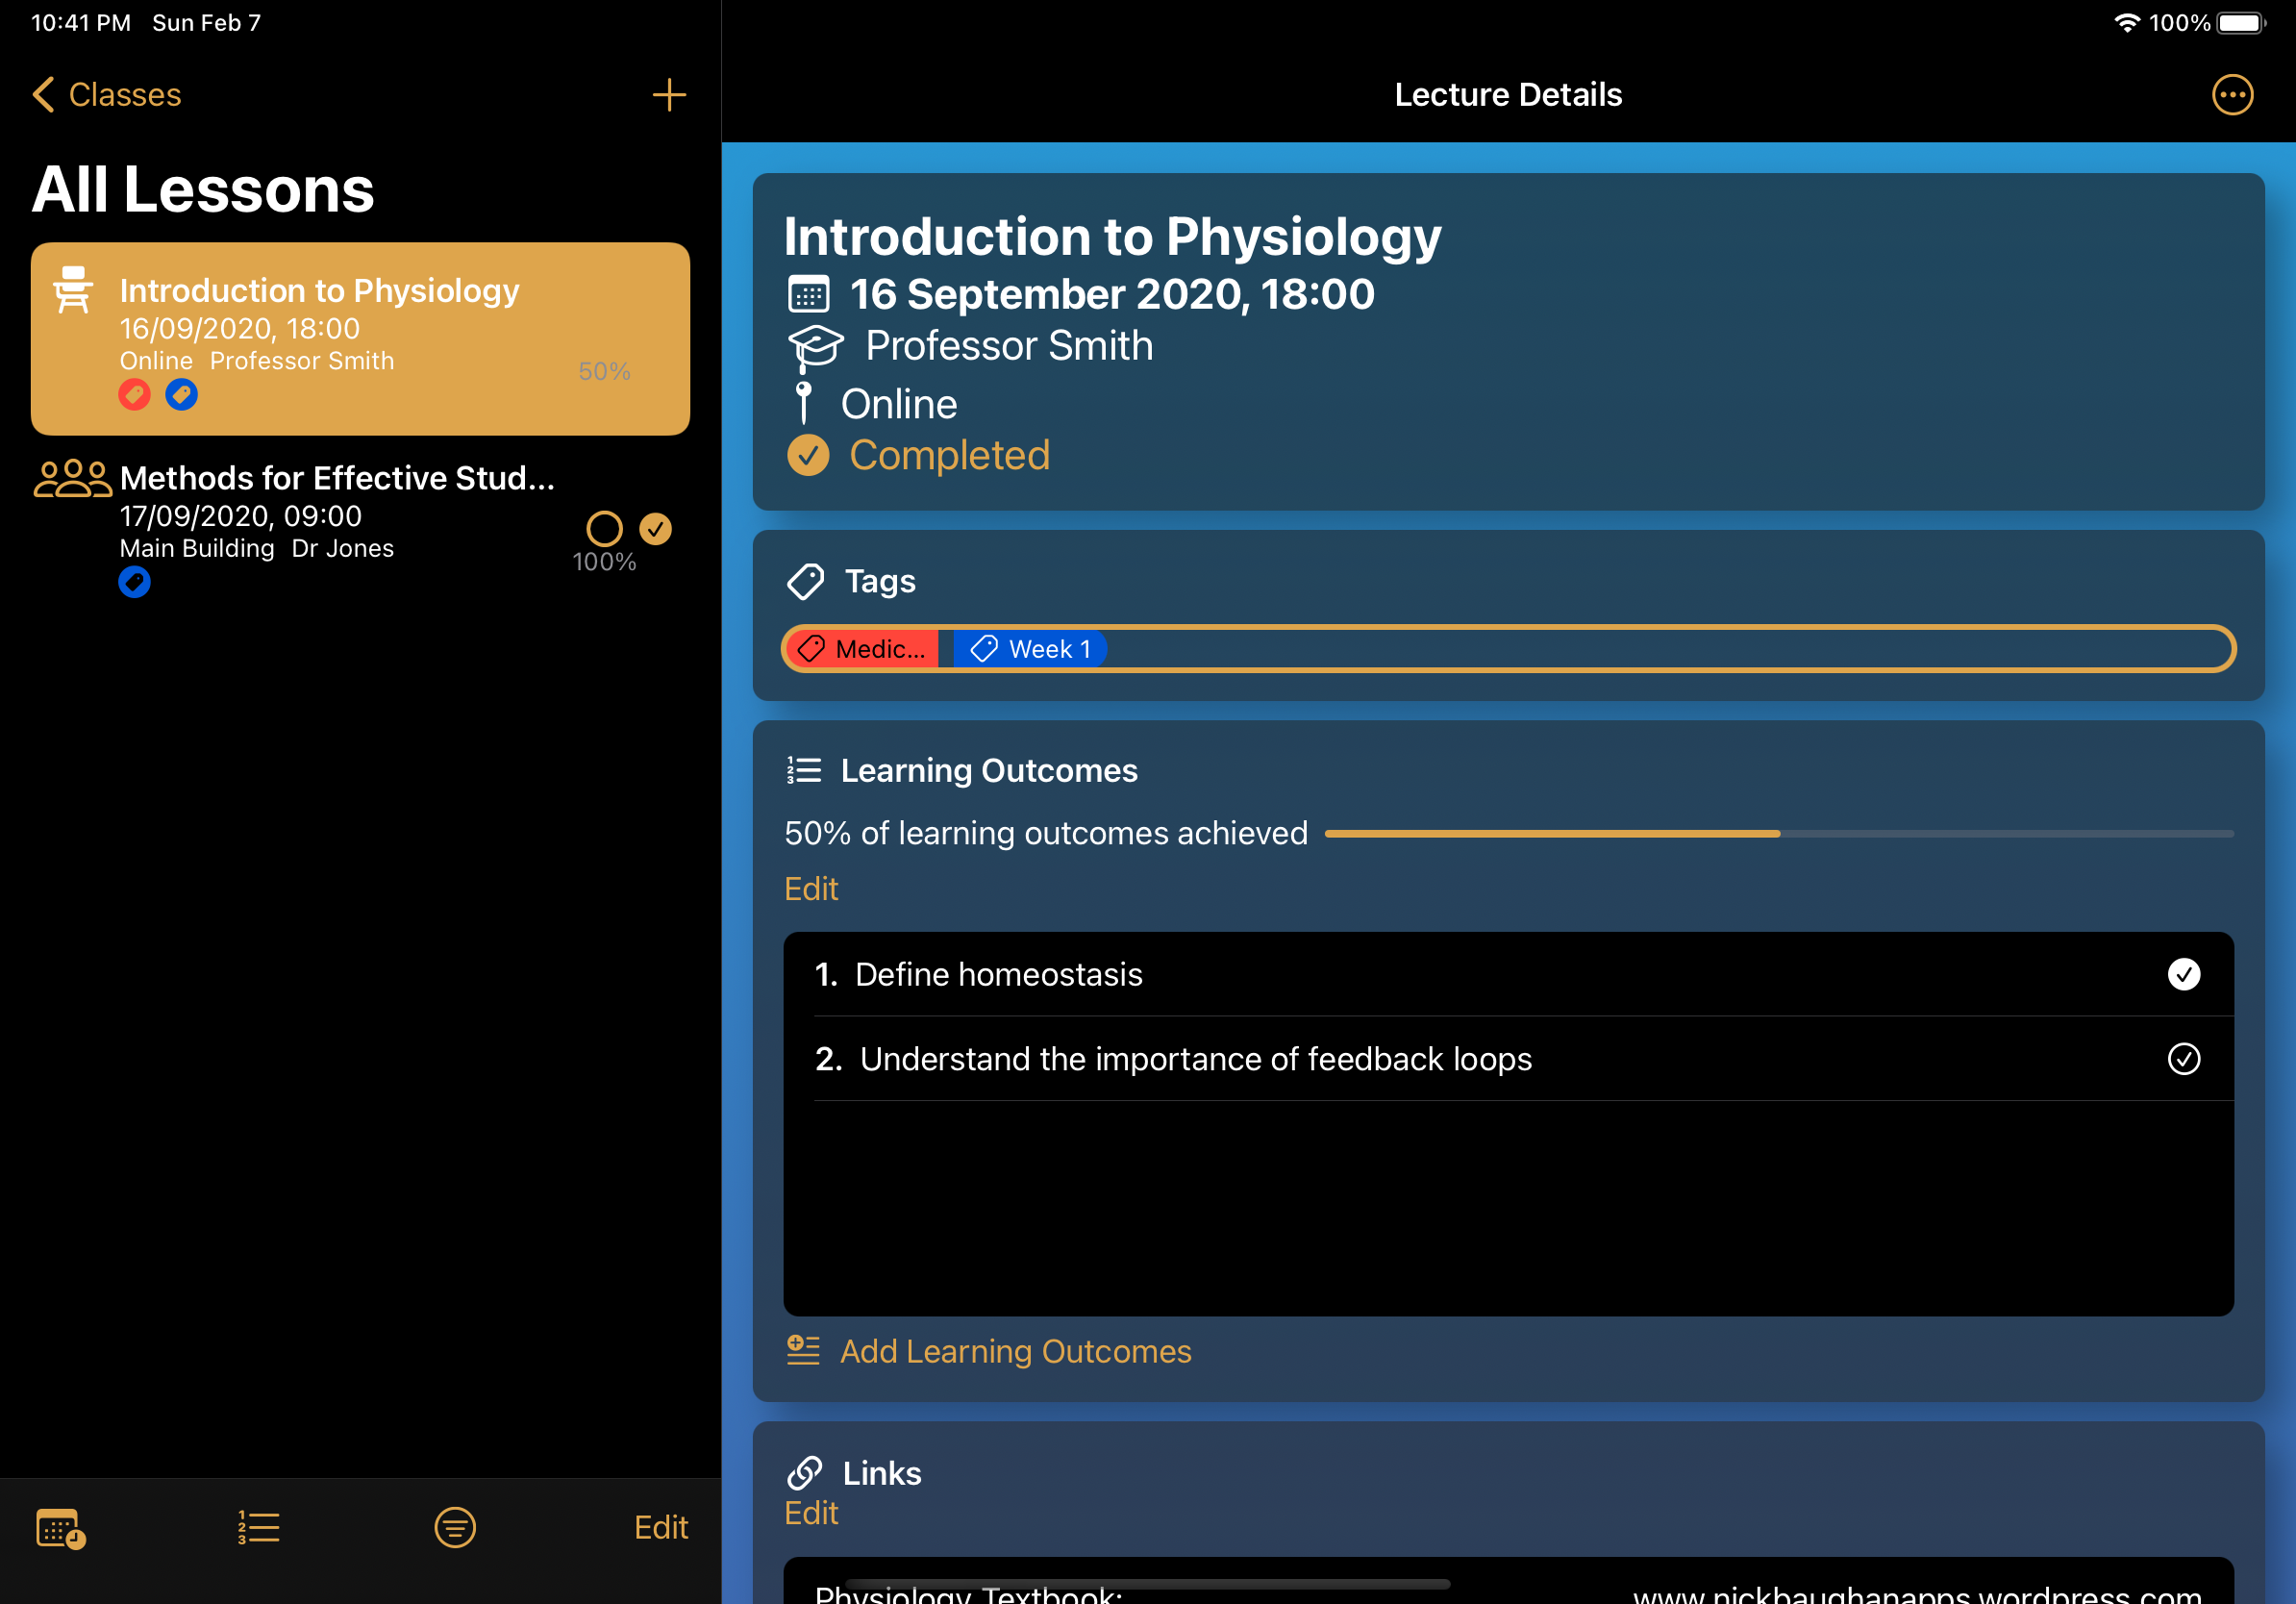 10:41 PM Sun Feb 7
100%
Classes
All Lessons
Introduction to Physiology
16/09/2020, 18:00
Online Professor Smith
50%
Methods for Effective Stud...
17/09/2020, 09:00
Main Building Dr Jones
100%
Edit
Lecture Details
Introduction to Physiology
16 September 2020, 18:00
Professor Smith
Online
Completed
Tags
Medic...
Week 1
Learning Outcomes
50% of learning outcomes achieved
Edit
1. Define homeostasis
2. Understand the importance of feedback loops
Add Learning Outcomes
Links
Edit
Physiology Textbook:
www.nickbaughanapps.wordpress.com